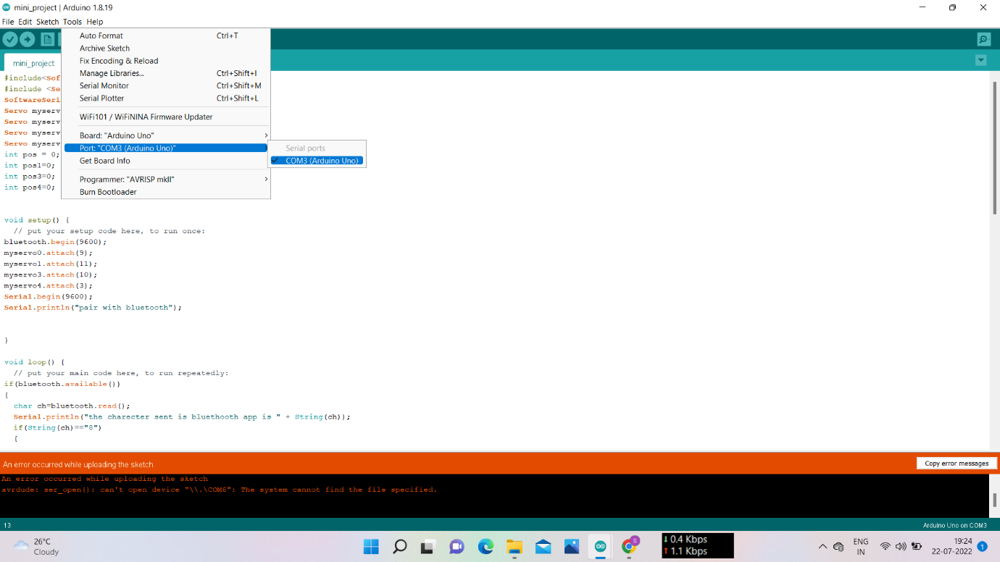 mini_project | Arduino 1.8.19
File Edit Sketch Tools Help
Auto Format Ctrl+T
Archive Sketch
Fix Encoding & Reload
Manage Libraries... Ctrl+Shift+I
Serial Monitor Ctrl+Shift+M
Serial Plotter Ctrl+Shift+L
WiFi101 / WiFiNINA Firmware Updater
Board: "Arduino Uno"
Port: "COM3 (Arduino Uno)"
Get Board Info
Programmer: "AVRISP mkII"
Burn Bootloader
Serial ports
COM3 (Arduino Uno)
mini_project
#include<Sof
#include <Se
SoftwareSeri
Servo myserv
Servo myserv
Servo myserv
Servo myserv
int pos = 0;
int pos1=0;
int pos3=0;
int pos4=0;
void setup() {
// put your setup code here, to run once:
bluetooth.begin(9600);
myservo0.attach(9);
myservo1.attach(11);
myservo3.attach(10);
myservo4.attach(3);
Serial.begin(9600);
Serial.println("pair with bluetooth");
}
void loop() {
// put your main code here, to run repeatedly:
if(bluetooth.available())
{
char ch=bluetooth.read();
Serial.println("the charecter sent is bluethooth app is " + String(ch));
if(String(ch)=="8")
{
An error occurred while uploading the sketch
Copy error messages
An error occurred while uploading the sketch
avrdude: ser_open(): can't open device "\\.\COM6": The system cannot find the file specified.
13
Arduino Uno on COM3
26°C
Cloudy
S
↓ 0.4 Kbps
↑ 1.1 Kbps
ENG
IN
19:24
22-07-2022
1